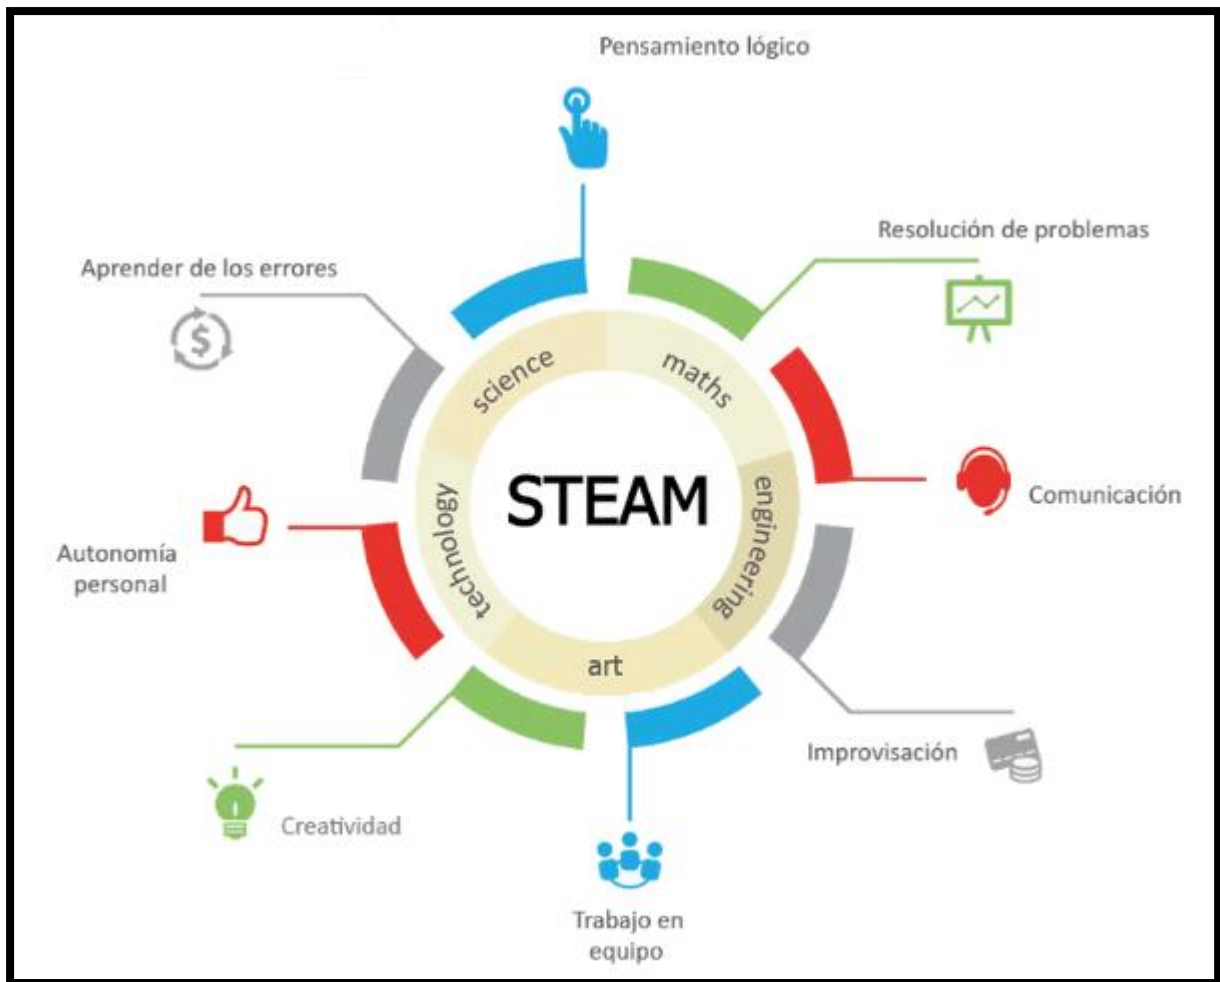 Pensamiento lógico
Resolución de problemas
Aprender de los errores
$
science
maths
STEAM
technology
engineering
art
Comunicación
Autonomía
personal
Improvisación
Creatividad
Trabajo en
equipo